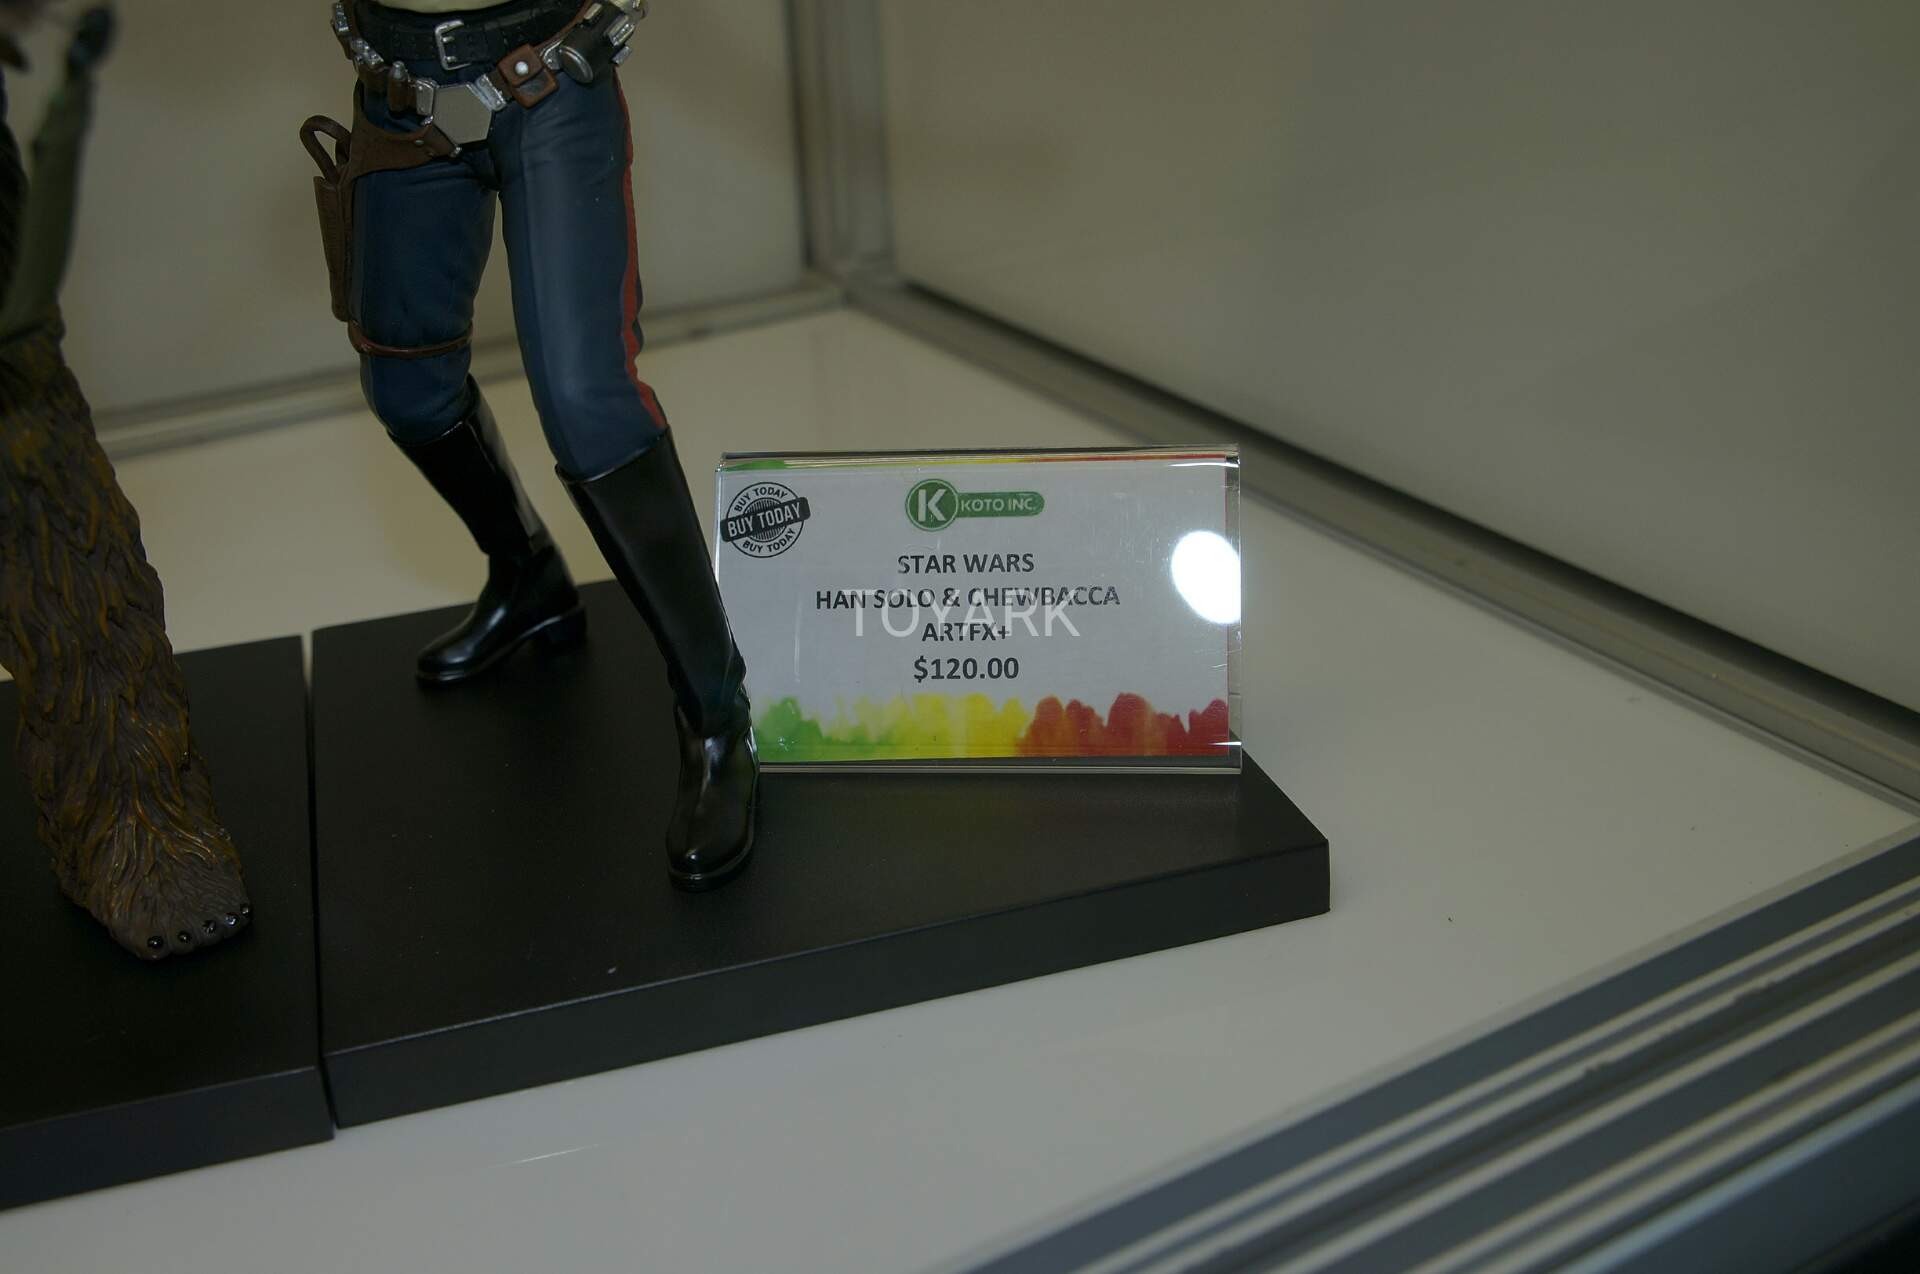 BUY TODAY
BUY TODAY
BUY TODAY
K KOTO INC.
STAR WARS
HAN SOLO & CHEWBACCA
TOYARK
ARTFX+
$120.00